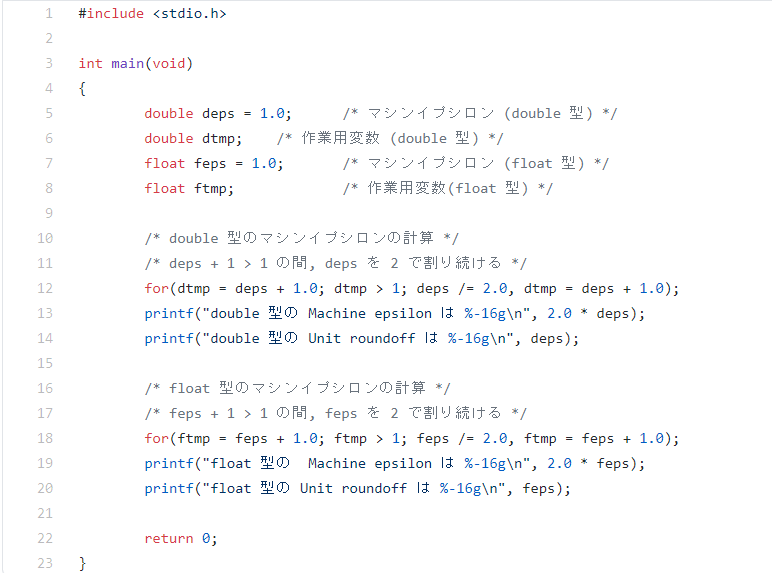 1 #include <stdio.h>
2
3 int main(void)
4 {
5 double deps = 1.0; /* マシンイプシロン (double 型) */
6 double dtmp; /* 作業用変数 (double 型) */
7 float feps = 1.0; /* マシンイプシロン (float 型) */
8 float ftmp; /* 作業用変数(float 型) */
9
10 /* double 型のマシンイプシロンの計算 */
11 /* deps + 1 > 1 の間, deps を 2 で割り続ける */
12 for(dtmp = deps + 1.0; dtmp > 1; deps /= 2.0, dtmp = deps + 1.0);
13 printf("double 型の Machine epsilon は %-16g\n", 2.0 * deps);
14 printf("double 型の Unit roundoff は %-16g\n", deps);
15
16 /* float 型のマシンイプシロンの計算 */
17 /* feps + 1 > 1 の間, feps を 2 で割り続ける */
18 for(ftmp = feps + 1.0; ftmp > 1; feps /= 2.0, ftmp = feps + 1.0);
19 printf("float 型の  Machine epsilon は %-16g\n", 2.0 * feps);
20 printf("float 型の Unit roundoff は %-16g\n", feps);
21
22 return 0;
23 }